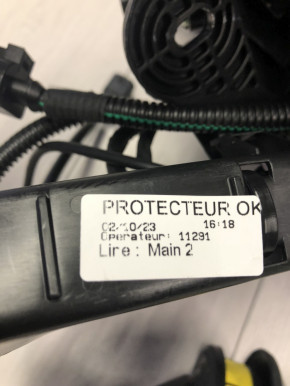 PROTECTEUR OK
02/10/23 16:18
Operateur: 11291
Lire : Main 2